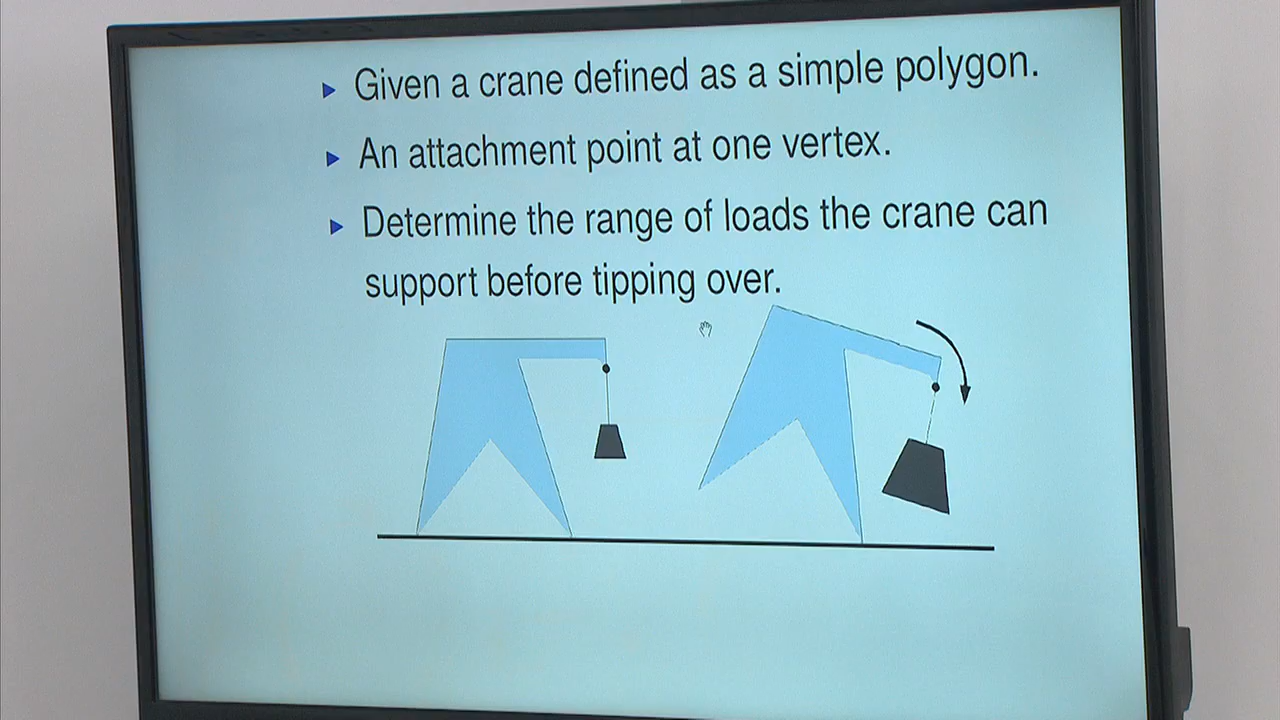 Given a crane defined as a simple polygon.
An attachment point at one vertex.
Determine the range of loads the crane can
support before tipping over.